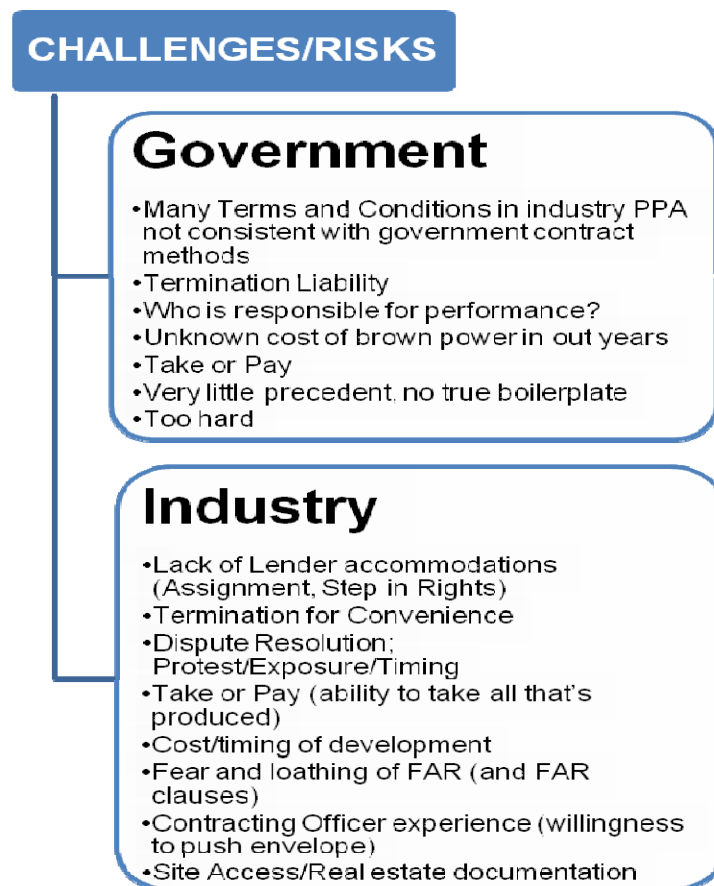 CHALLENGES/RISKS
Government
•Many Terms and Conditions in industry PPA
not consistent with government contract
methods
•Termination Liability
•Who is responsible for performance?
•Unknown cost of brown power in out years
•Take or Pay
•Very little precedent, no true boilerplate
•Too hard
Industry
•Lack of Lender accommodations
(Assignment, Step in Rights)
•Termination for Convenience
•Dispute Resolution;
Protest/Exposure/Timing
•Take or Pay (ability to take all that's
produced)
•Cost/timing of development
•Fear and loathing of FAR (and FAR
clauses)
•Contracting Officer experience (willingness
to push envelope)
•Site Access/Real estate documentation